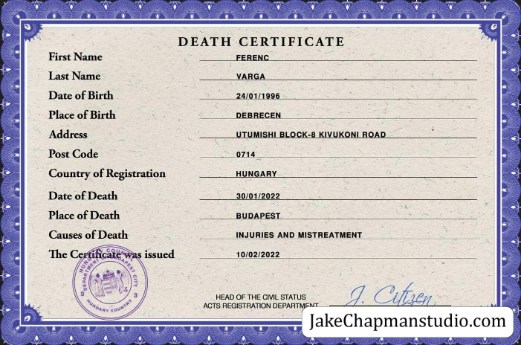 DEATH CERTIFICATE
First Name FERENC
Last Name VARGA
Date of Birth 24/01/1996
Place of Birth DEBRECEN
Address UTUMISHI BLOCK-8 KIVUKONI ROAD
Post Code 0714
Country of Registration HUNGARY
Date of Death 30/01/2022
Place of Death BUDAPEST
Causes of Death INJURIES AND MISTREATMENT
The Certificate was issued 10/02/2022
HEAD OF THE CIVIL STATUS
ACTS REGISTRATION DEPARTMENT J. Citizen
JakeChapmanstudio.com